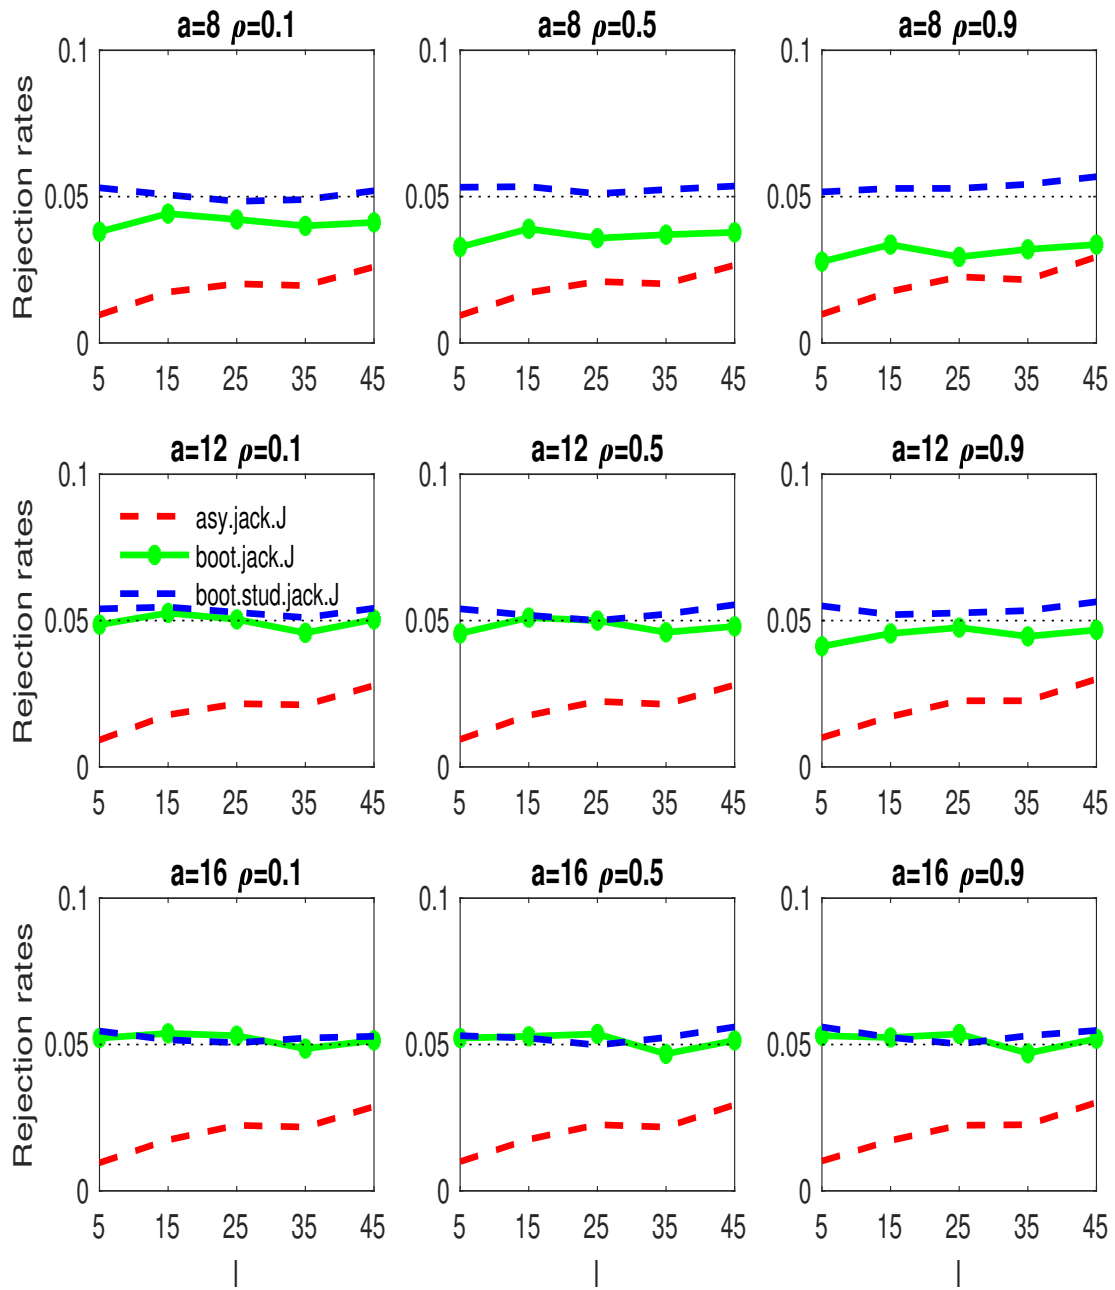 a=8 ρ=0.1 a=8 ρ=0.5 a=8 ρ=0.9
0.1 0.1 0.1
Rejection rates
0.05 0.05 0.05
0 0 0
5 15 25 35 45 5 15 25 35 45 5 15 25 35 45
a=12 ρ=0.1 a=12 ρ=0.5 a=12 ρ=0.9
0.1 0.1 0.1
Rejection rates
asy.jack.J
boot.jack.J
boot.stud.jack.J
0.05 0.05 0.05
0 0 0
5 15 25 35 45 5 15 25 35 45 5 15 25 35 45
a=16 ρ=0.1 a=16 ρ=0.5 a=16 ρ=0.9
0.1 0.1 0.1
Rejection rates
0.05 0.05 0.05
0 0 0
5 15 25 35 45 5 15 25 35 45 5 15 25 35 45
l l l